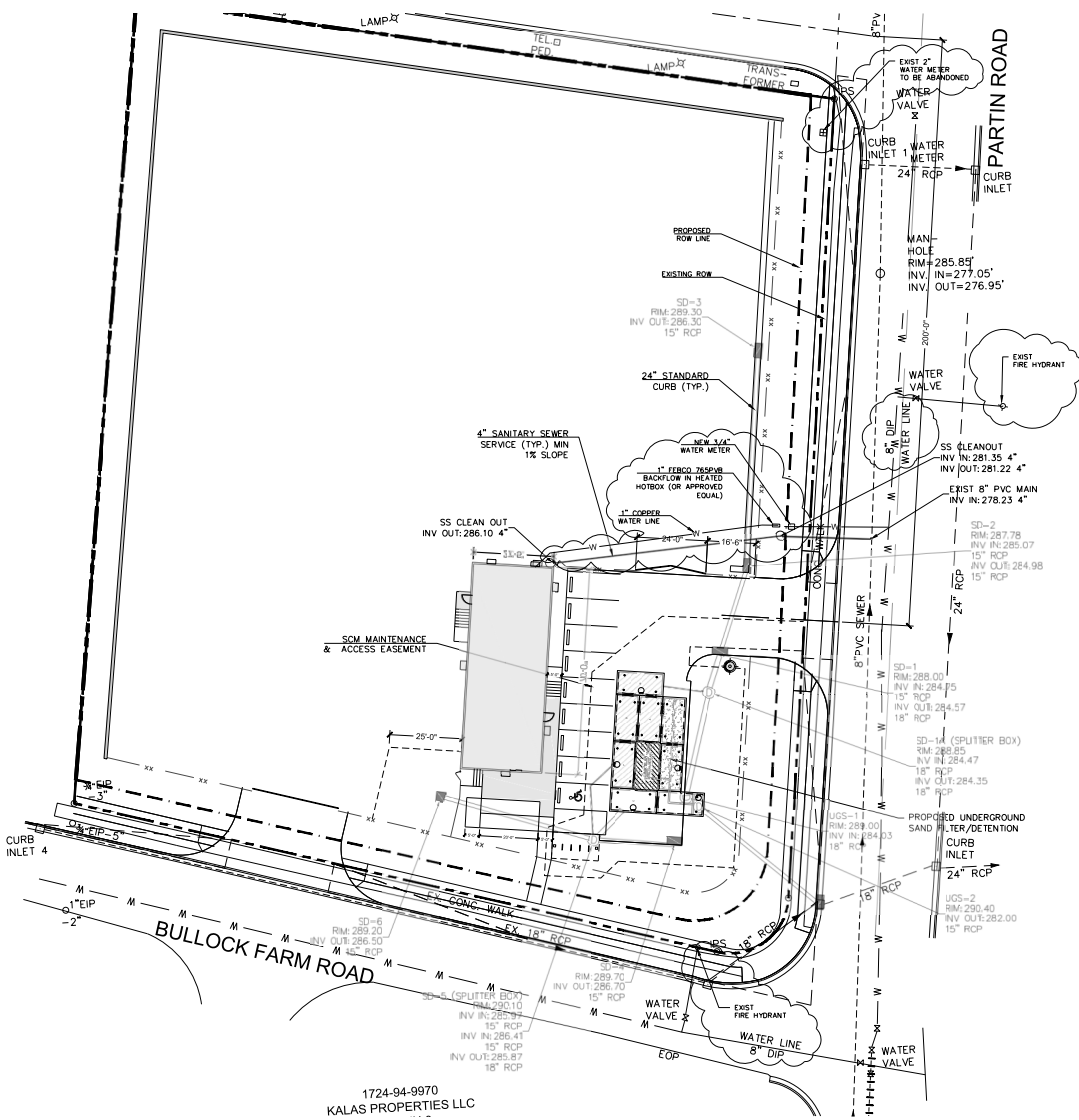 LAMP
TEL.
PED.
LAMP
TRANS-
FORMER
8"PV
EXIST 2"
WATER METER
TO BE ABANDONED
IPS
WATER
VALVE
PARTIN ROAD
CURB
INLET 1
WATER
METER
24" RCP
CURB
INLET
PROPOSED
ROW LINE
EXISTING ROW
MAN-
HOLE
RIM=285.85'
INV. IN=277.05'
INV. OUT=276.95'
SD-3
RIM: 289.30
INV OUT: 286.30
15" RCP
200'-0"
EXIST
FIRE HYDRANT
24" STANDARD
CURB (TYP.)
WATER
VALVE
8" DIP
WATER LINE
4" SANITARY SEWER
SERVICE (TYP.) MIN
1% SLOPE
NEW 3/4"
WATER METER
1" FEBCO 765PVB
BACKFLOW IN HEATED
HOTBOX (OR APPROVED
EQUAL)
SS CLEANOUT
INV IN: 281.35 4"
INV OUT: 281.22 4"
EXIST 8" PVC MAIN
INV IN: 278.23 4"
1" COPPER
WATER LINE
SS CLEAN OUT
INV OUT: 286.10 4"
24'-0"
16'-6"
CONC WALK
SD-2
RIM: 287.78
INV IN: 285.07
15" RCP
INV OUT: 284.98
15" RCP
24" RCP
8"PVC SEWER
SCM MAINTENANCE
& ACCESS EASEMENT
SD-1
RIM: 288.00
INV IN: 284.75
15" RCP
INV OUT: 284.57
18" RCP
25'-0"
SD-1A (SPLITTER BOX)
RIM: 288.85
INV IN: 284.47
18" RCP
INV OUT: 284.35
18" RCP
¾"EIP
-3"
¾"EIP-5"
CURB
INLET 4
UGS-1
RIM: 289.00
INV IN: 284.03
18" RCP
PROPOSED UNDERGROUND
SAND FILTER/DETENTION
CURB
INLET
24" RCP
18" RCP
UGS-2
RIM: 290.40
INV OUT: 282.00
15" RCP
1"EIP
-2"
EX. CONC. WALK
EX. 18" RCP
18" RCP
IPS
BULLOCK FARM ROAD
SD-6
RIM: 289.20
INV OUT: 286.50
15" RCP
SD-4
RIM: 289.70
INV OUT: 286.70
15" RCP
SD-5 (SPLITTER BOX)
RIM: 290.10
INV IN: 285.97
15" RCP
INV IN: 286.41
15" RCP
INV OUT: 285.87
18" RCP
WATER
VALVE
EXIST
FIRE HYDRANT
WATER LINE
8" DIP
WATER
VALVE
EOP
1724-94-9970
KALAS PROPERTIES LLC